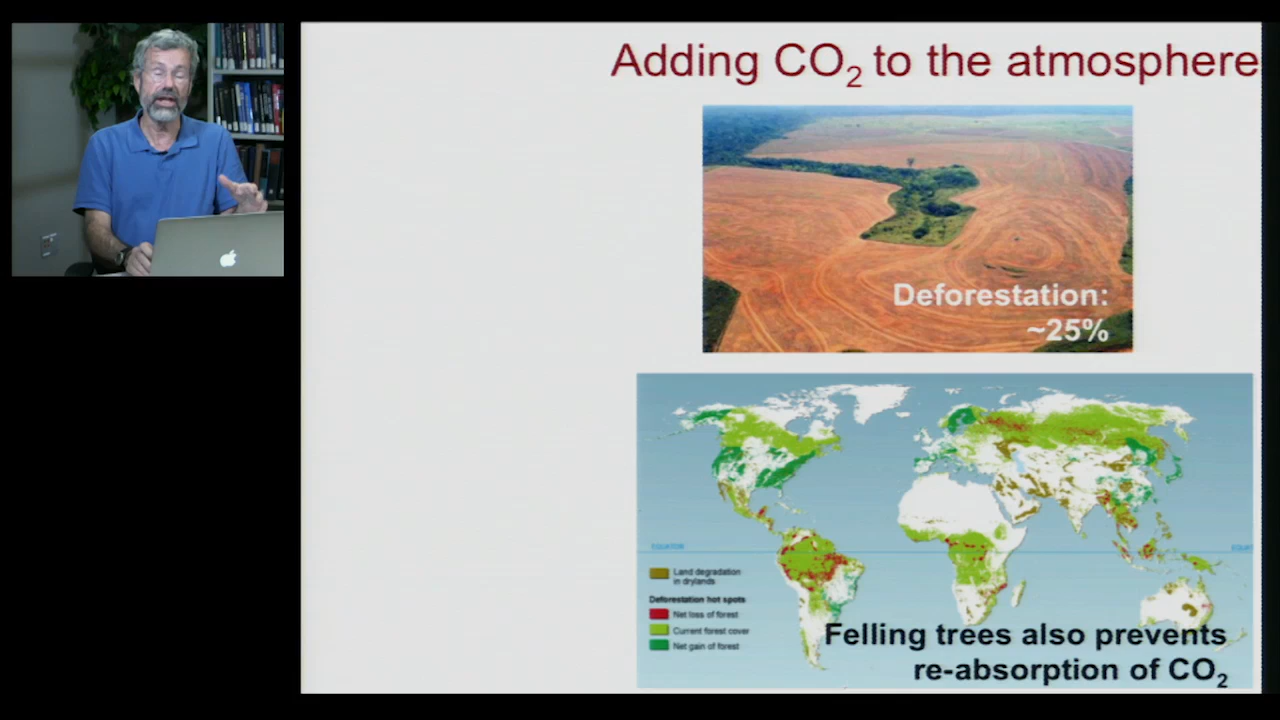 Adding CO₂ to the atmosphere
Deforestation:
~25%
EQUATOR
EQUAT
Land degradation
in drylands
Deforestation hot spots
Net loss of forest
Current forest cover
Net gain of forest
Felling trees also prevents
re-absorption of CO₂